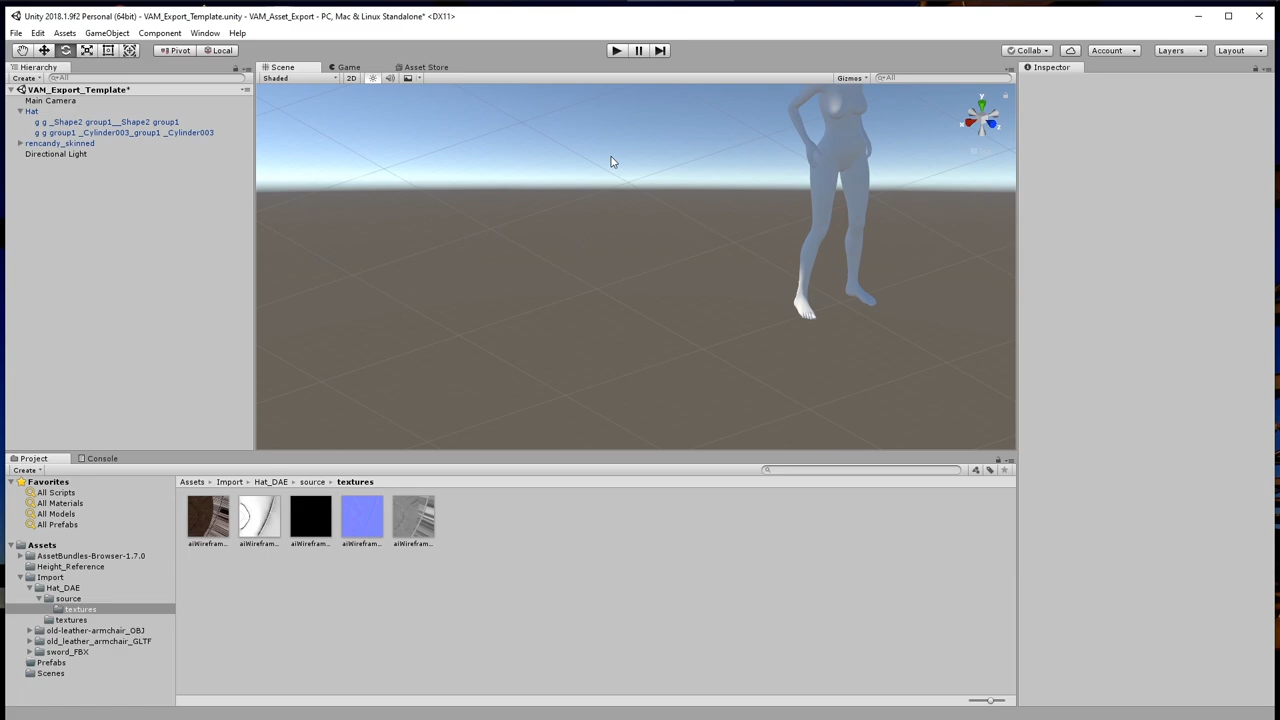 Unity 2018.1.9f2 Personal (64bit) - VAM_Export_Template.unity - VAM_Asset_Export - PC, Mac & Linux Standalone* <DX11>
File Edit Assets GameObject Component Window Help
Pivot Local Collab Account Layers Layout
Hierarchy Scene Game Asset Store Inspector
Create All Shaded 2D Gizmos All
VAM_Export_Template*
Main Camera
Hat
g g _Shape2 group1__Shape2 group1
g g group1 _Cylinder003_group1 _Cylinder003
rencandy_skinned
Directional Light
y
x z
Project Console
Create
Favorites
All Scripts
All Materials
All Models
All Prefabs
Assets
AssetBundles-Browser-1.7.0
Height_Reference
Import
Hat_DAE
source
textures
textures
old-leather-armchair_OBJ
old_leather_armchair_GLTF
sword_FBX
Prefabs
Scenes
Assets Import Hat_DAE source textures
aiWirefram... aiWirefram... aiWirefram... aiWirefram... aiWirefram...